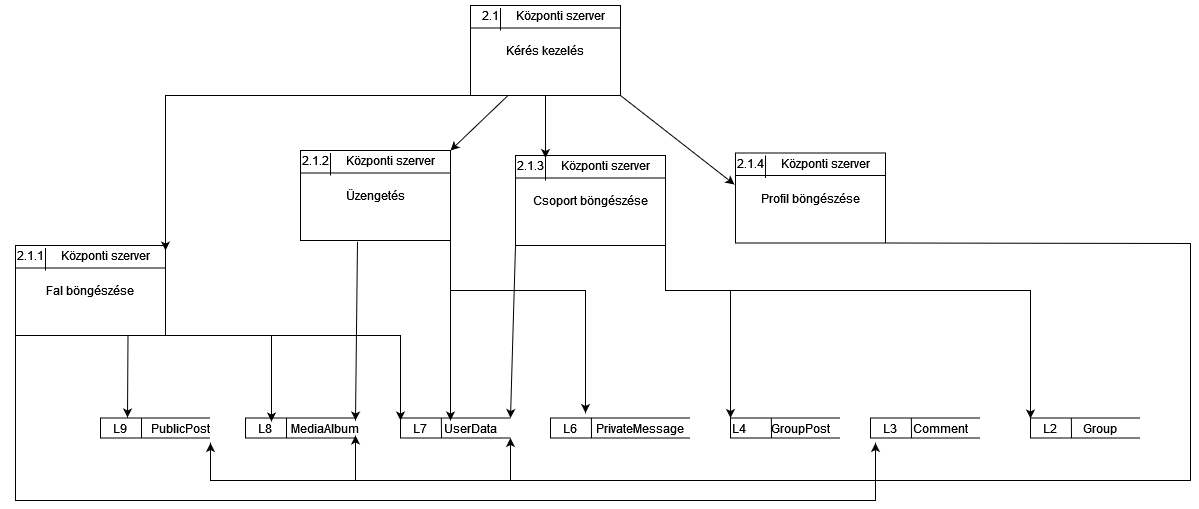 2.1 Központi szerver
Kérés kezelés
2.1.2 Központi szerver
Üzengetés
2.1.3 Központi szerver
Csoport böngészése
2.1.4 Központi szerver
Profil böngészése
2.1.1 Központi szerver
Fal böngészése
L9 PublicPost
L8 MediaAlbum
L7 UserData
L6 PrivateMessage
L4 GroupPost
L3 Comment
L2 Group